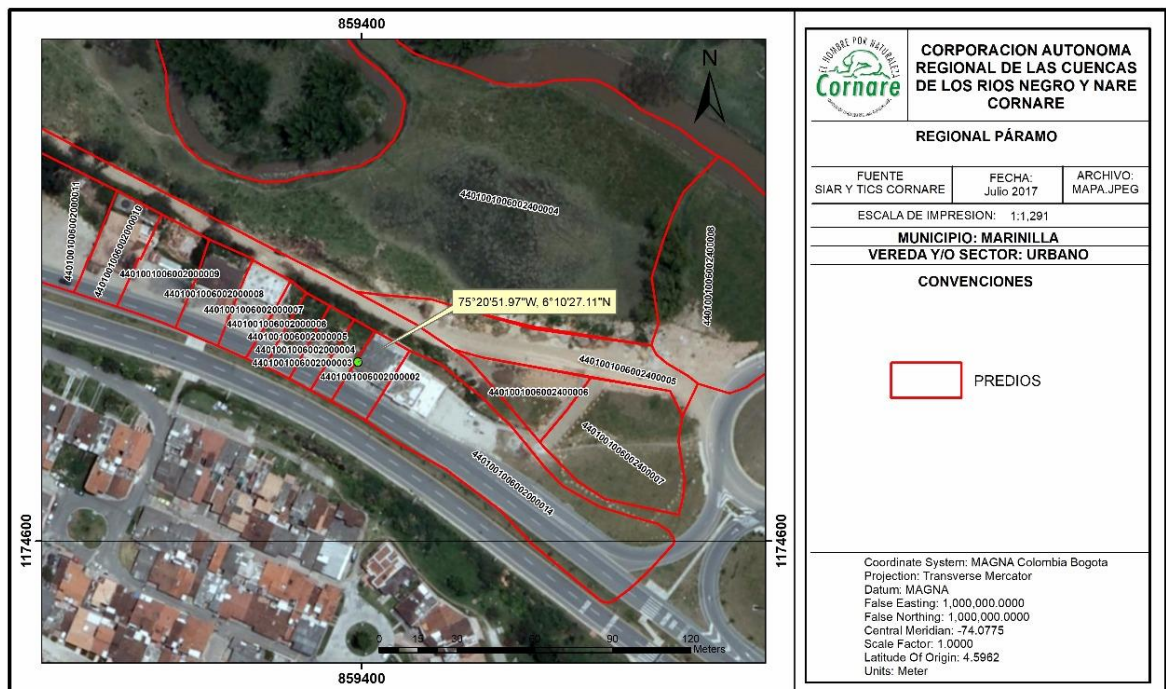 859400
N
4401001006002400004
4401001006002400008
4401001006002000011
4401001006002000010
4401001006002000009
4401001006002000008
4401001006002000007
4401001006002000006
4401001006002000005
4401001006002000004
4401001006002000003
4401001006002000002
75°20'51.97"W, 6°10'27.11"N
4401001006002400005
4401001006002400006
4401001006002400007
4401001006002000014
1174600
1174600
0 15 30 60 90 120
Meters
859400
EL HOMBRE POR NATURALEZA
Cornare
CORPORACION AUTONOMA
REGIONAL DE LAS CUENCAS
DE LOS RIOS NEGRO Y NARE
CORNARE
REGIONAL PÁRAMO
FUENTE
SIAR Y TICS CORNARE
FECHA:
Julio 2017
ARCHIVO:
MAPA.JPEG
ESCALA DE IMPRESION: 1:1,291
MUNICIPIO: MARINILLA
VEREDA Y/O SECTOR: URBANO
CONVENCIONES
PREDIOS
Coordinate System: MAGNA Colombia Bogota
Projection: Transverse Mercator
Datum: MAGNA
False Easting: 1,000,000.0000
False Northing: 1,000,000.0000
Central Meridian: -74.0775
Scale Factor: 1.0000
Latitude Of Origin: 4.5962
Units: Meter